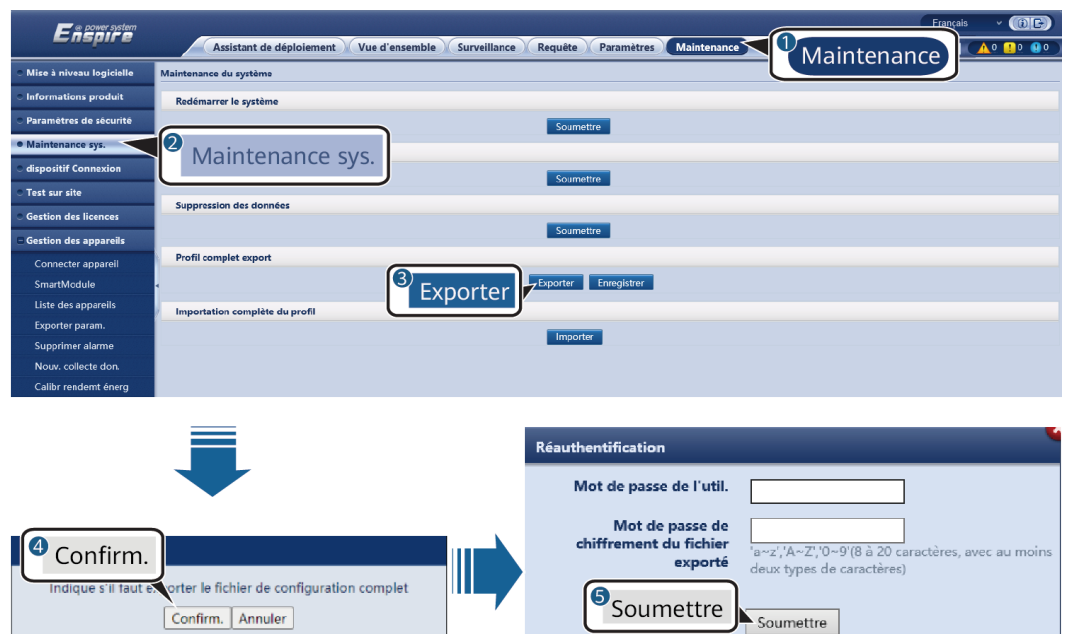 Enspire e power system
Français
Assistant de déploiement Vue d'ensemble Surveillance Requête Paramètres Maintenance
1 Maintenance
0 0 0
Mise à niveau logicielle
Informations produit
Paramètres de sécurité
Maintenance sys.
dispositif Connexion
Test sur site
Gestion des licences
Gestion des appareils
Connecter appareil
SmartModule
Liste des appareils
Exporter param.
Supprimer alarme
Nouv. collecte don.
Calibr rendemt énerg
Maintenance du système
Redémarrer le système
Soumettre
2 Maintenance sys.
Soumettre
Suppression des données
Soumettre
Profil complet export
3 Exporter
Exporter Enregistrer
Importation complète du profil
Importer
4 Confirm.
Indique s'il faut exporter le fichier de configuration complet
Confirm. Annuler
Réauthentification
Mot de passe de l'util.
Mot de passe de
chiffrement du fichier
exporté
'a~z','A~Z','0~9'(8 à 20 caractères, avec au moins
deux types de caractères)
5 Soumettre
Soumettre